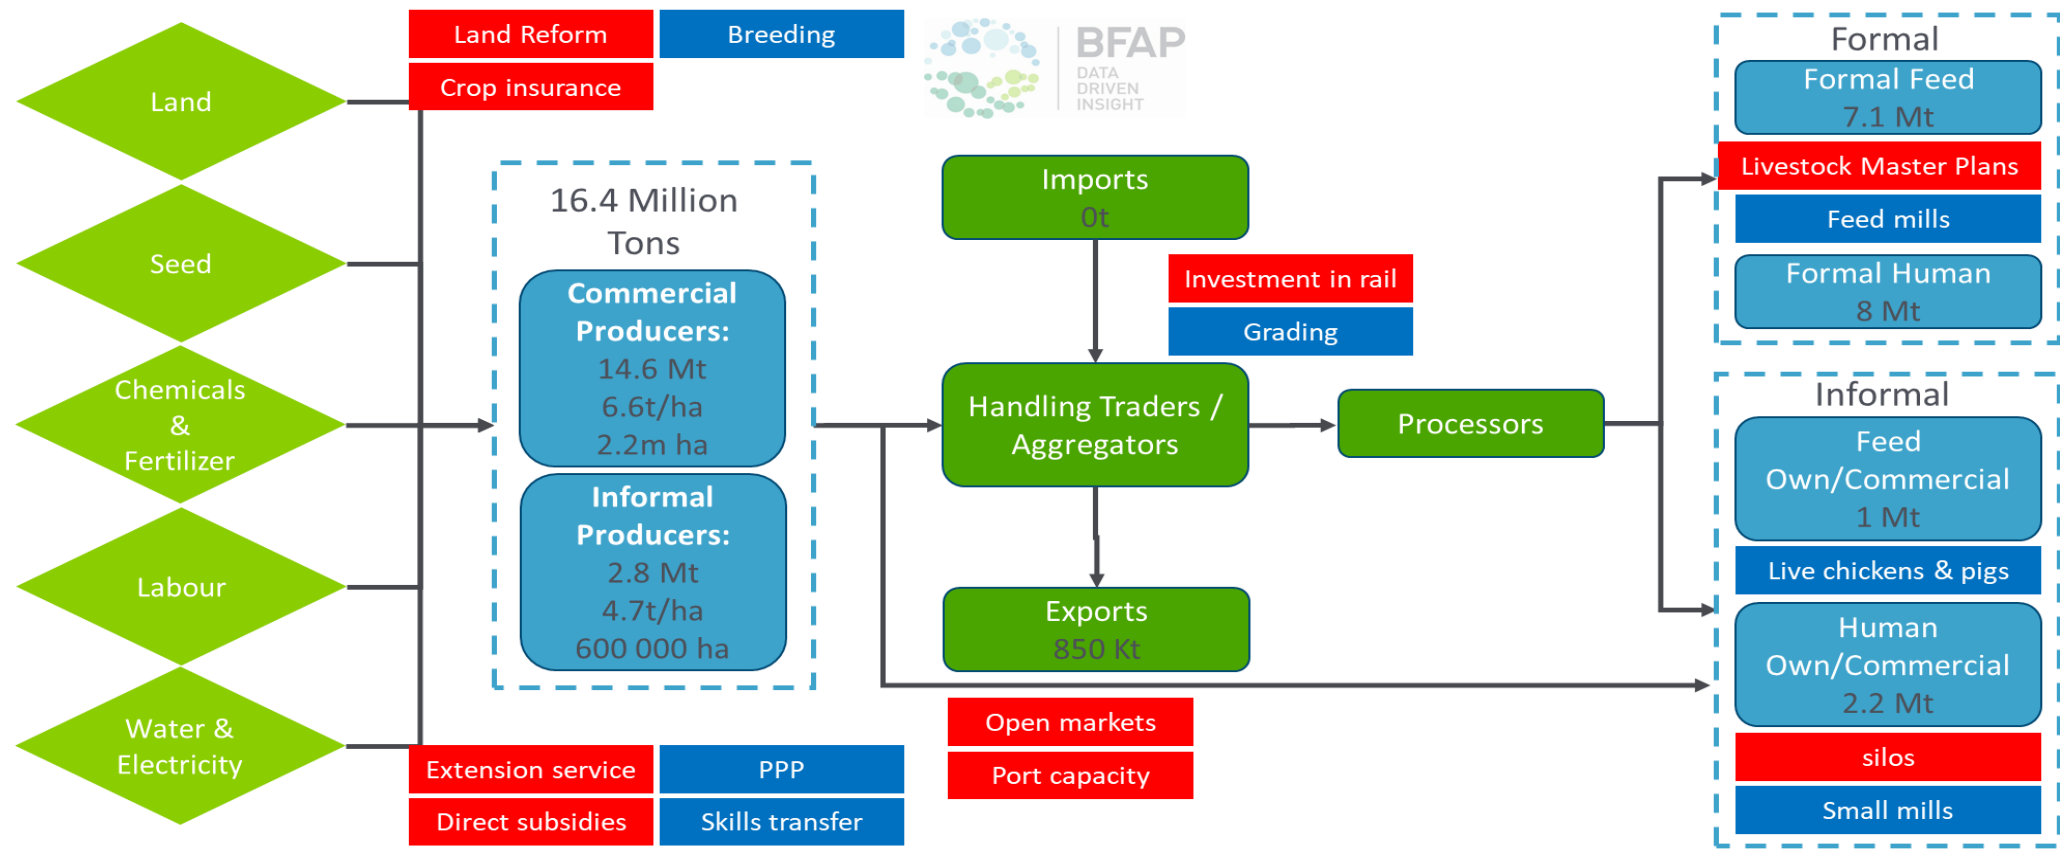 Land Reform
Breeding
Crop insurance
BFAP
DATA
DRIVEN
INSIGHT
Land
Seed
Chemicals
&
Fertilizer
Labour
Water &
Electricity
16.4 Million
Tons
Commercial
Producers:
14.6 Mt
6.6t/ha
2.2m ha
Informal
Producers:
2.8 Mt
4.7t/ha
600 000 ha
Extension service
PPP
Direct subsidies
Skills transfer
Imports
0t
Investment in rail
Grading
Handling Traders /
Aggregators
Exports
850 Kt
Open markets
Port capacity
Processors
Formal
Formal Feed
7.1 Mt
Livestock Master Plans
Feed mills
Formal Human
8 Mt
Informal
Feed
Own/Commercial
1 Mt
Live chickens & pigs
Human
Own/Commercial
2.2 Mt
silos
Small mills